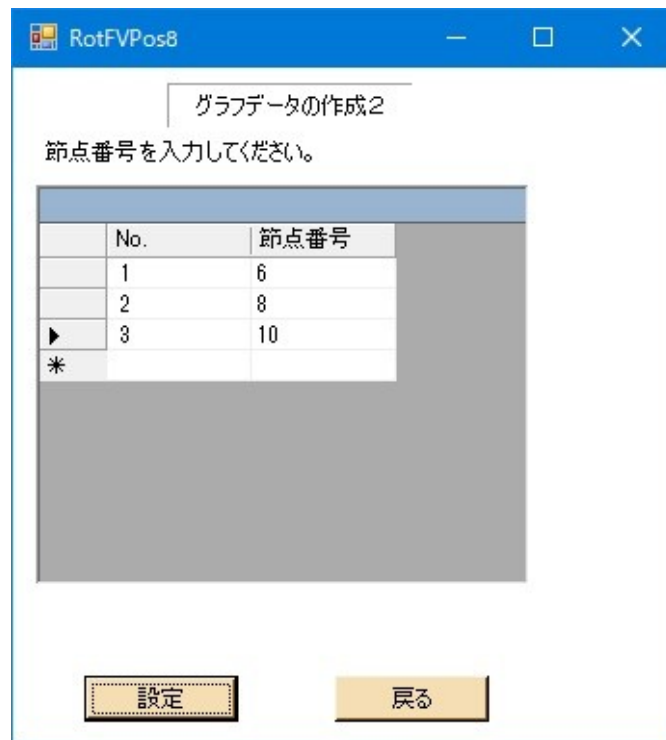 RotFVPos8
グラフデータの作成2
節点番号を入力してください。
No. 節点番号
1 6
2 8
3 10
設定 戻る